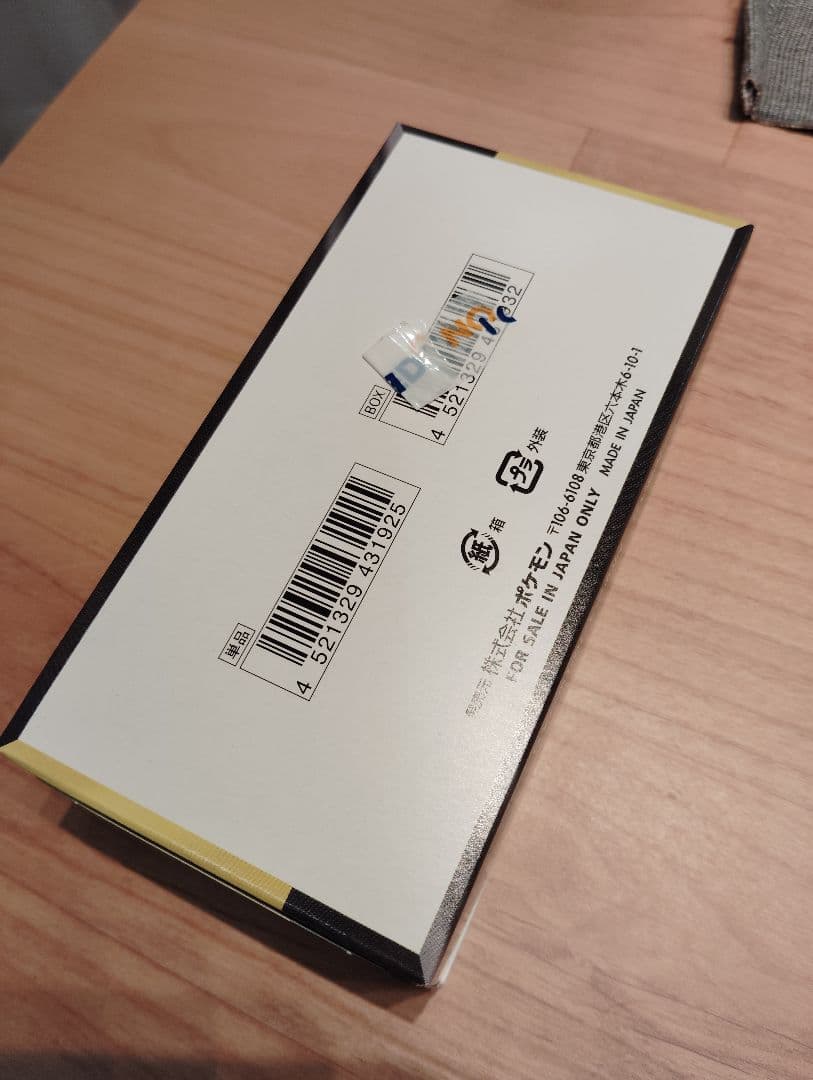 BOX
4 521329 4 932
単品
4 521329 431925
プラ 外装
紙 箱
発売元 株式会社ポケモン 〒106-6108 東京都港区六本木6-10-1
FOR SALE IN JAPAN ONLY MADE IN JAPAN